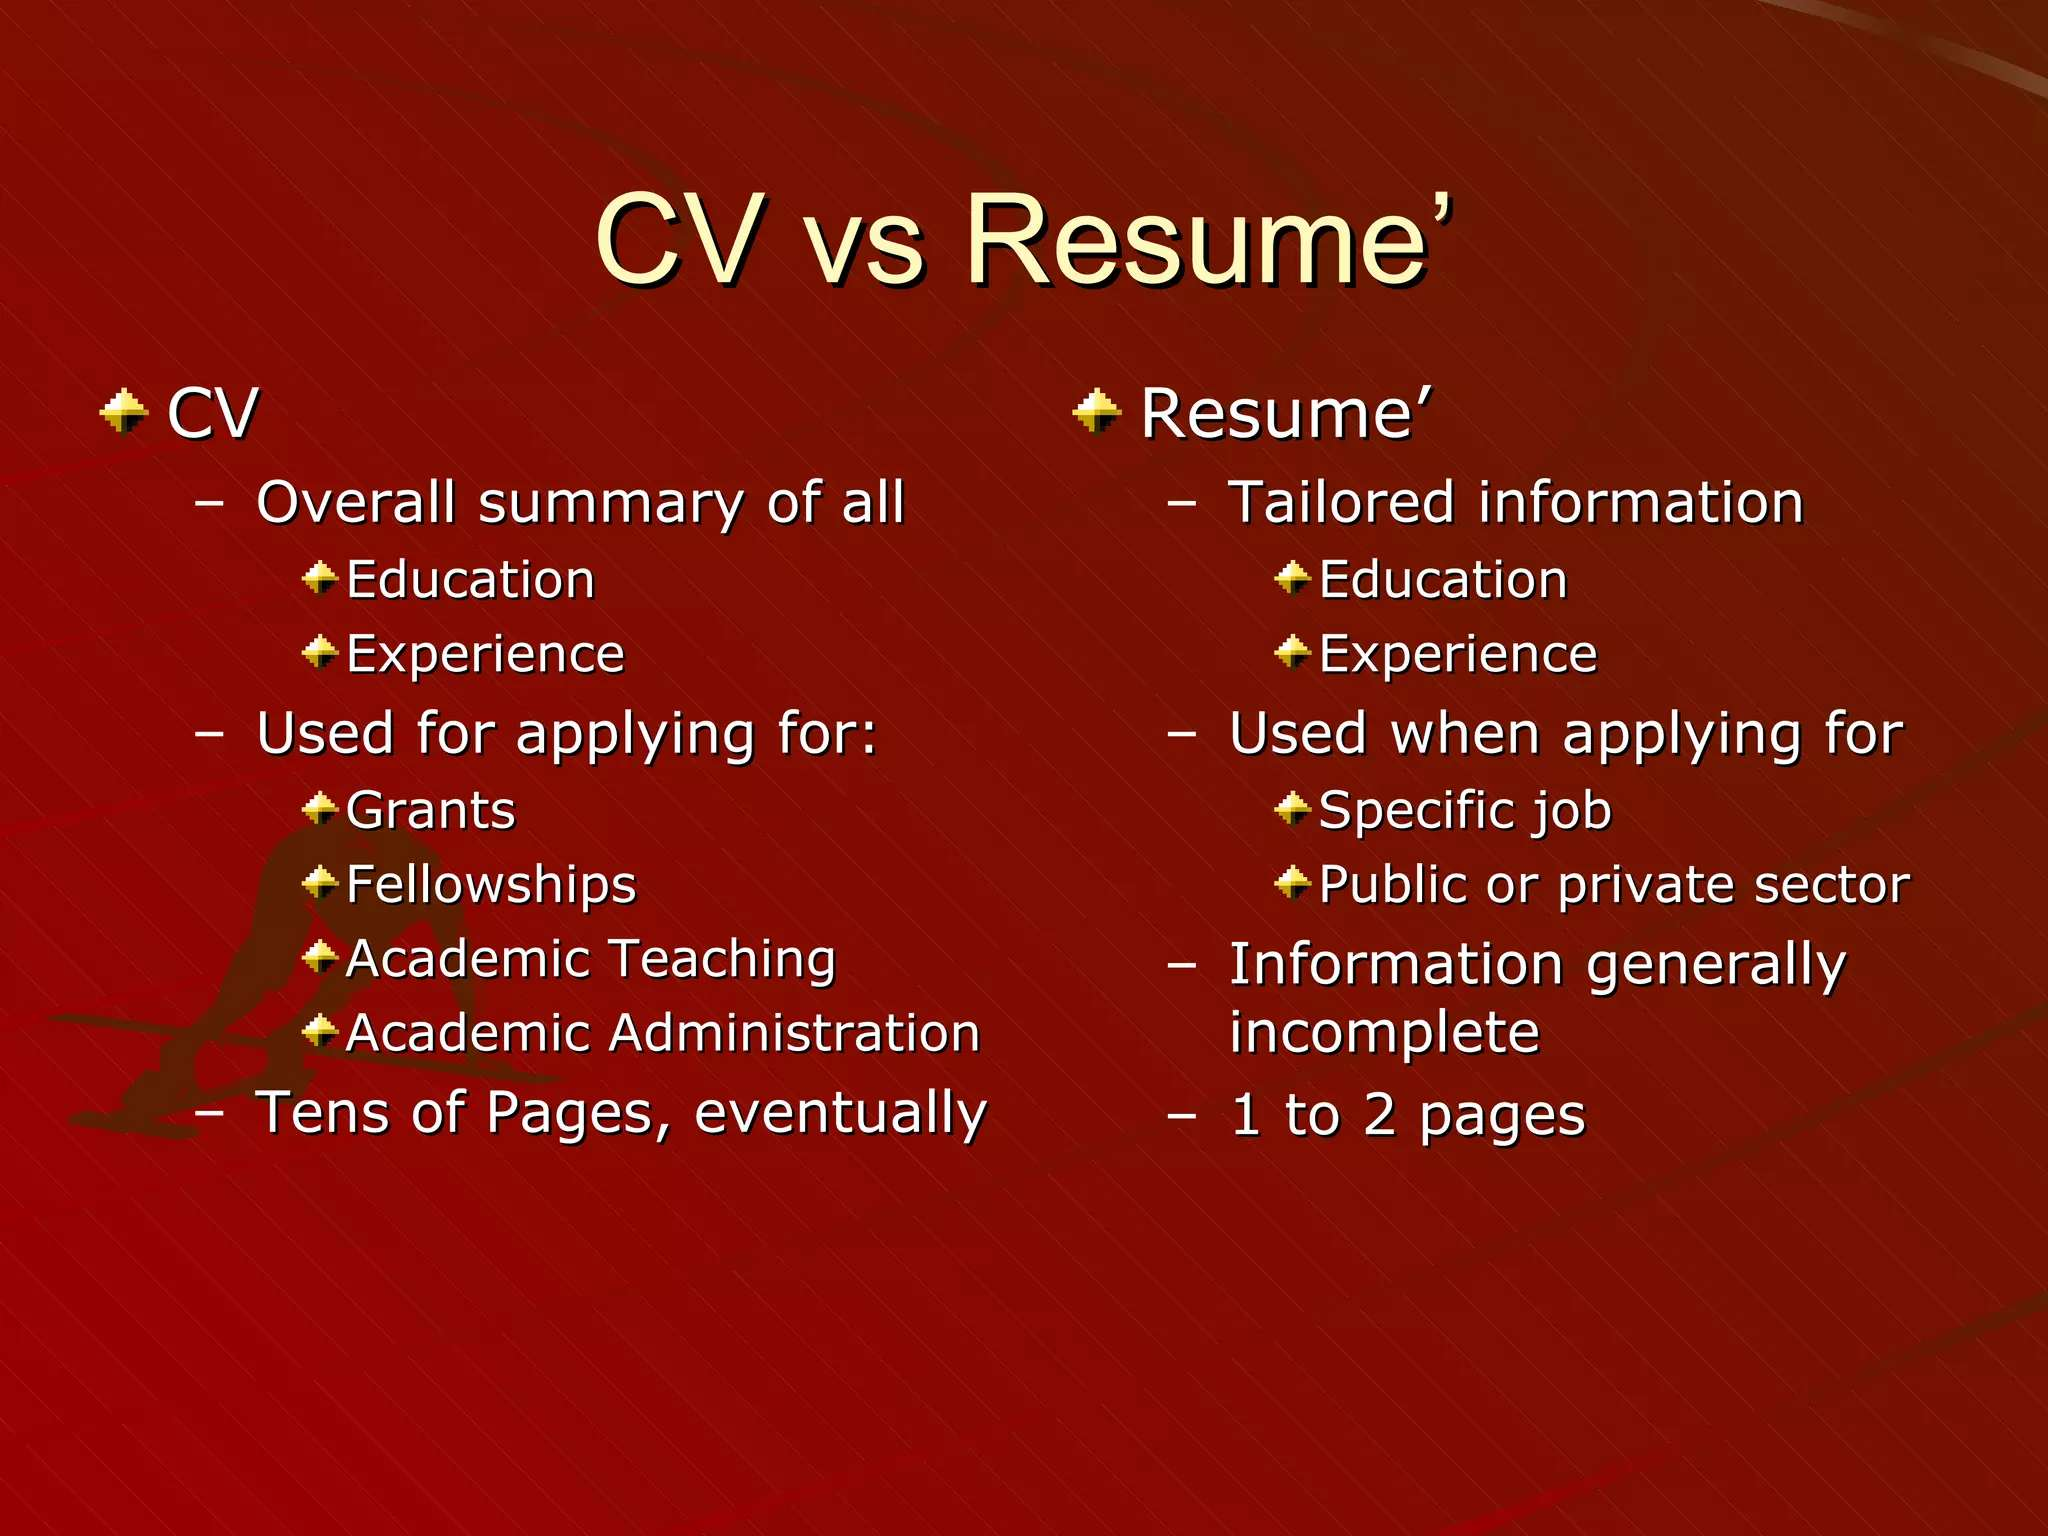 CV vs Resume’
CV
– Overall summary of all
Education
Experience
– Used for applying for:
Grants
Fellowships
Academic Teaching
Academic Administration
– Tens of Pages, eventually
Resume’
– Tailored information
Education
Experience
– Used when applying for
Specific job
Public or private sector
– Information generally
incomplete
– 1 to 2 pages